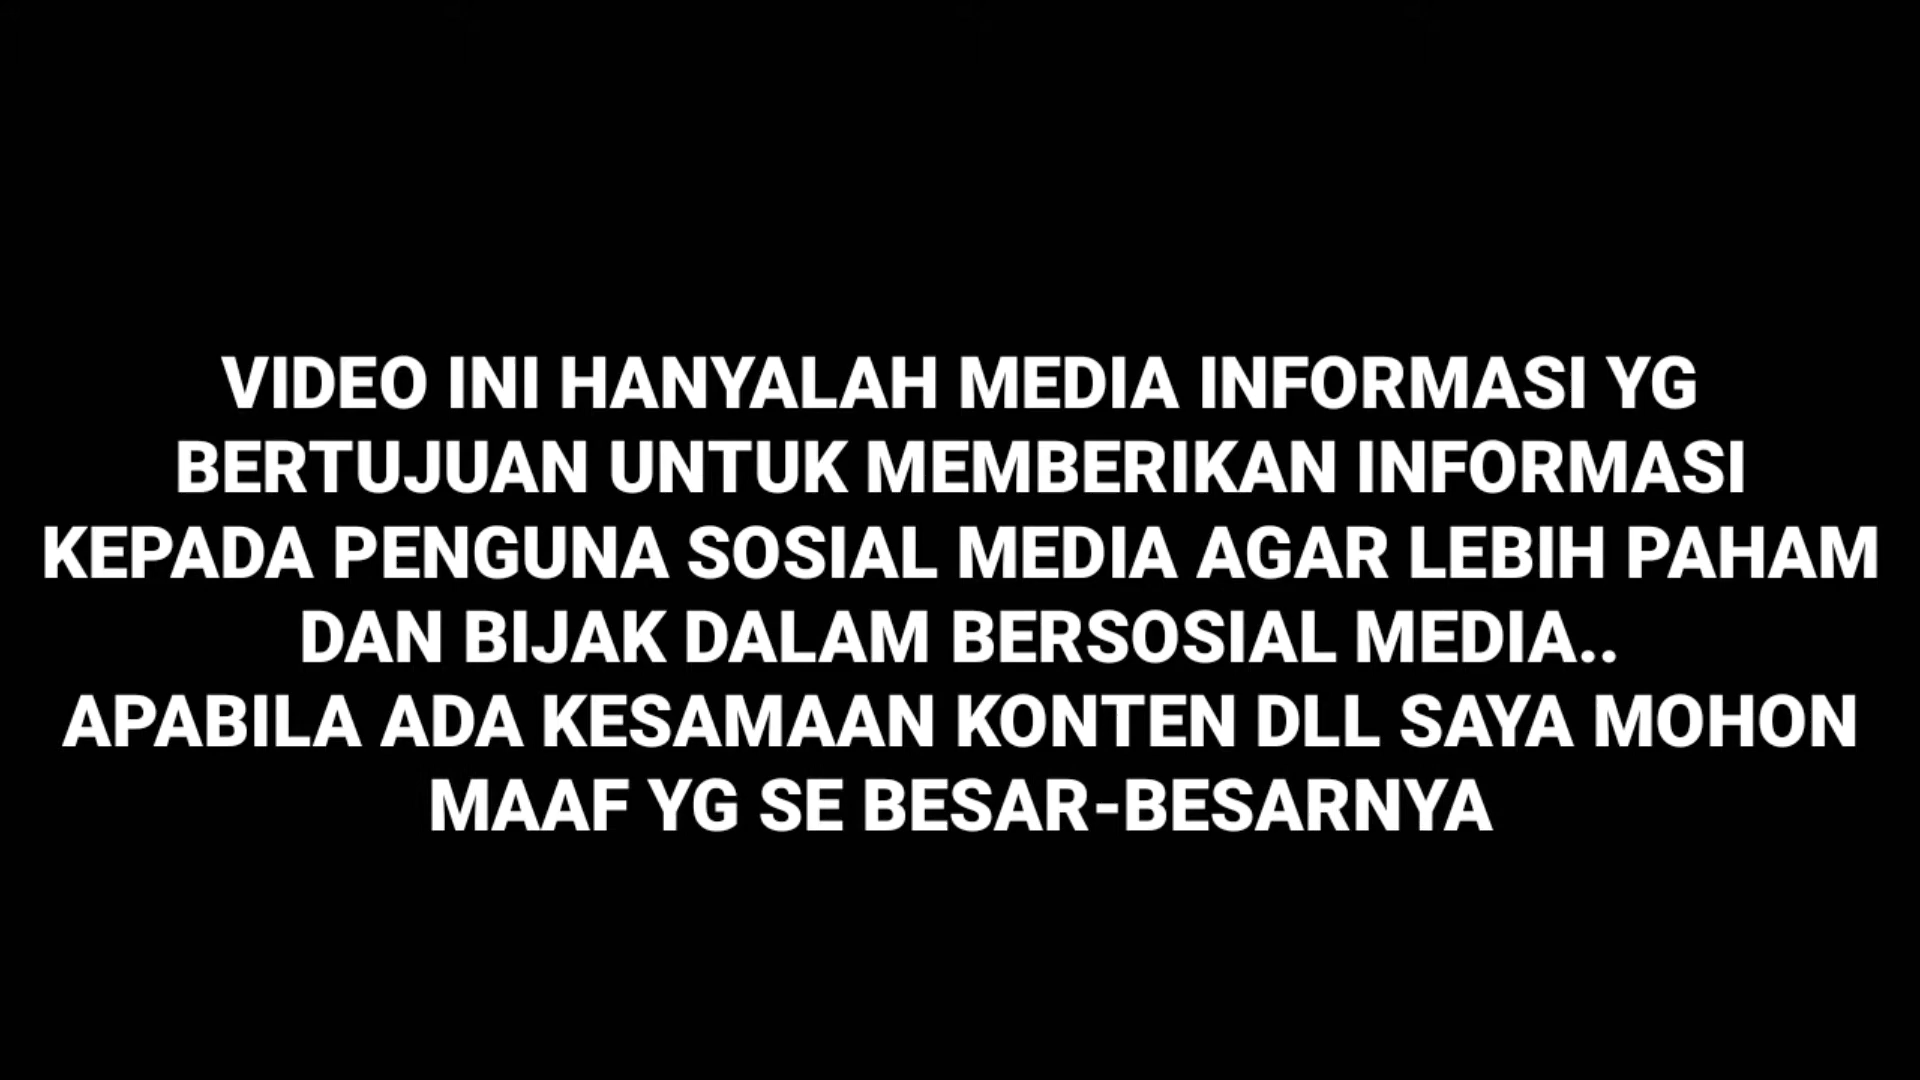 VIDEO INI HANYALAH MEDIA INFORMASI YG
BERTUJUAN UNTUK MEMBERIKAN INFORMASI
KEPADA PENGUNA SOSIAL MEDIA AGAR LEBIH PAHAM
DAN BIJAK DALAM BERSOSIAL MEDIA..
APABILA ADA KESAMAAN KONTEN DLL SAYA MOHON
MAAF YG SE BESAR-BESARNYA